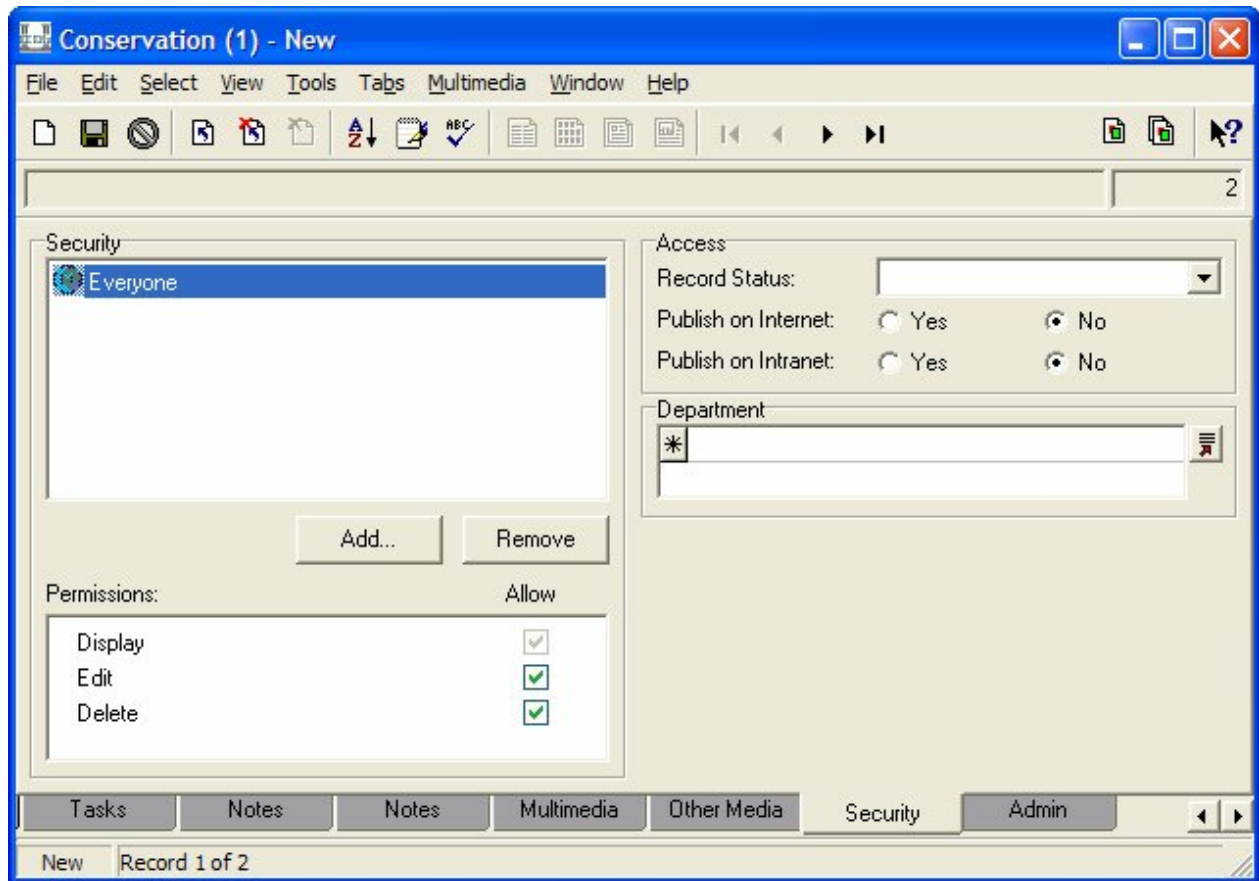 Conservation (1) - New
File Edit Select View Tools Tabs Multimedia Window Help
A
Z
ABC
?
2
Security
Everyone
Add... Remove
Permissions: Allow
Display
Edit
Delete
Access
Record Status:
Publish on Internet: Yes No
Publish on Intranet: Yes No
Department
Tasks Notes Notes Multimedia Other Media Security Admin
New Record 1 of 2